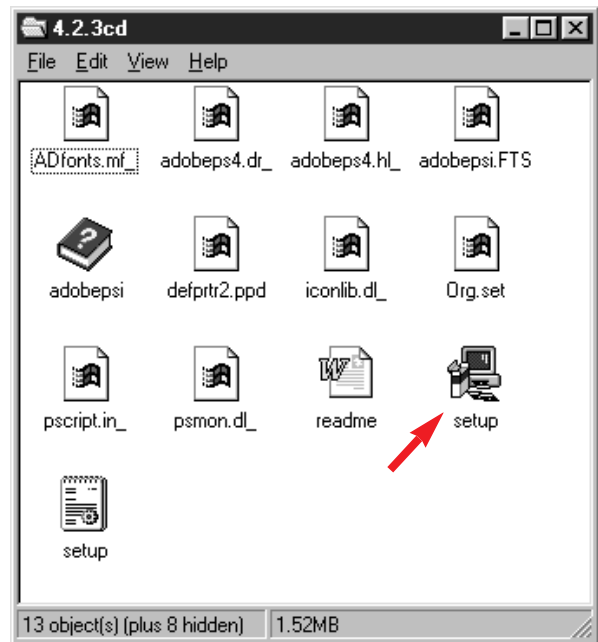 4.2.3cd
File Edit View Help
ADfonts.mf_ adobeps4.dr_ adobeps4.hl_ adobepsi.FTS
adobepsi defprtr2.ppd iconlib.dl_ Org.set
pscript.in_ psmon.dl_ readme setup
setup
13 object(s) (plus 8 hidden) 1.52MB